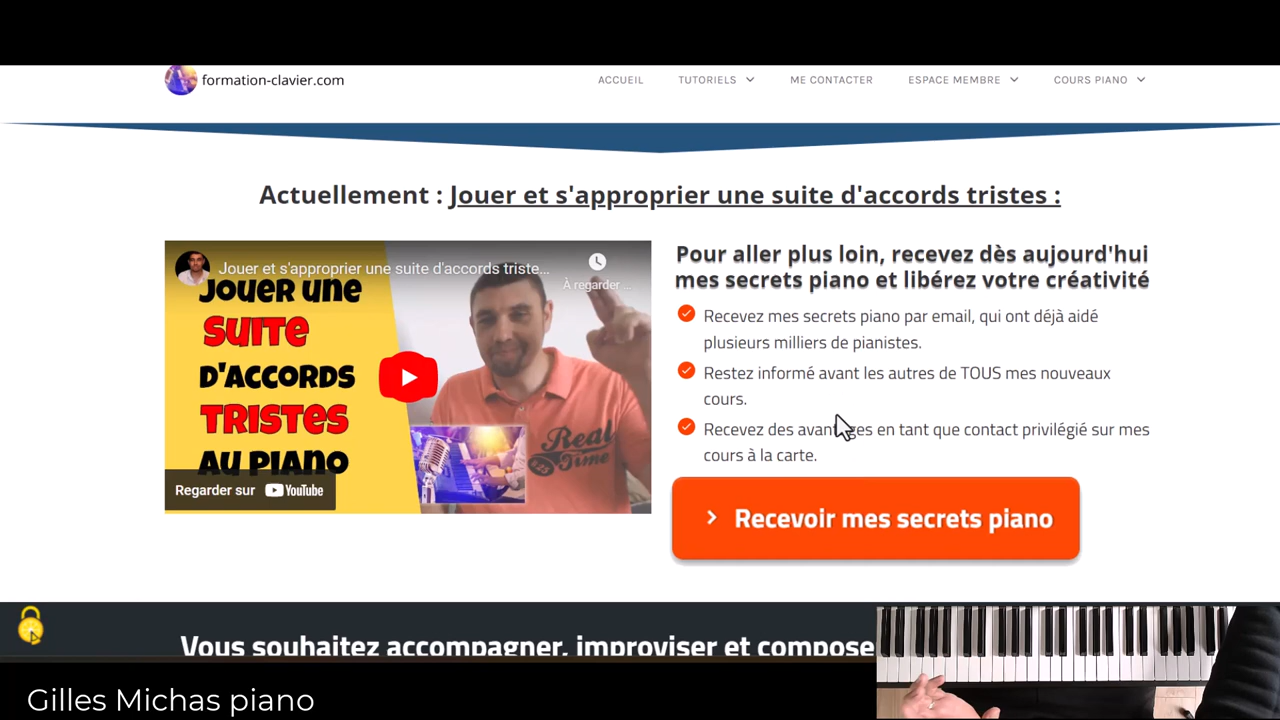 formation-clavier.com
ACCUEIL
TUTORIELS
ME CONTACTER
ESPACE MEMBRE
COURS PIANO
Actuellement : Jouer et s'approprier une suite d'accords tristes :
Jouer et s'approprier une suite d'accords triste...
À regarder ...
JOUER UNE
SUITE
D'ACCORDS
TRISTES
AU PIANO
Real
Time
Regarder sur YouTube
Pour aller plus loin, recevez dès aujourd'hui
mes secrets piano et libérez votre créativité
Recevez mes secrets piano par email, qui ont déjà aidé
plusieurs milliers de pianistes.
Restez informé avant les autres de TOUS mes nouveaux
cours.
Recevez des avantages en tant que contact privilégié sur mes
cours à la carte.
Recevoir mes secrets piano
Vous souhaitez accompagner, improviser et compose
Gilles Michas piano